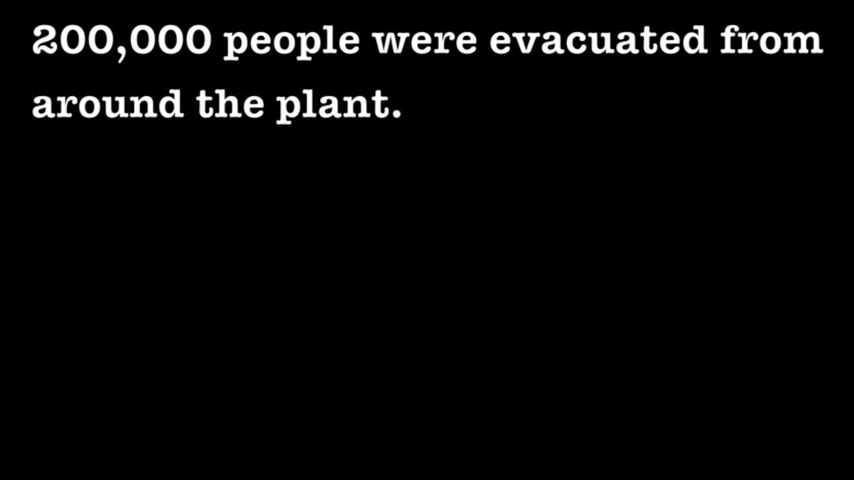 200,000 people were evacuated from
around the plant.